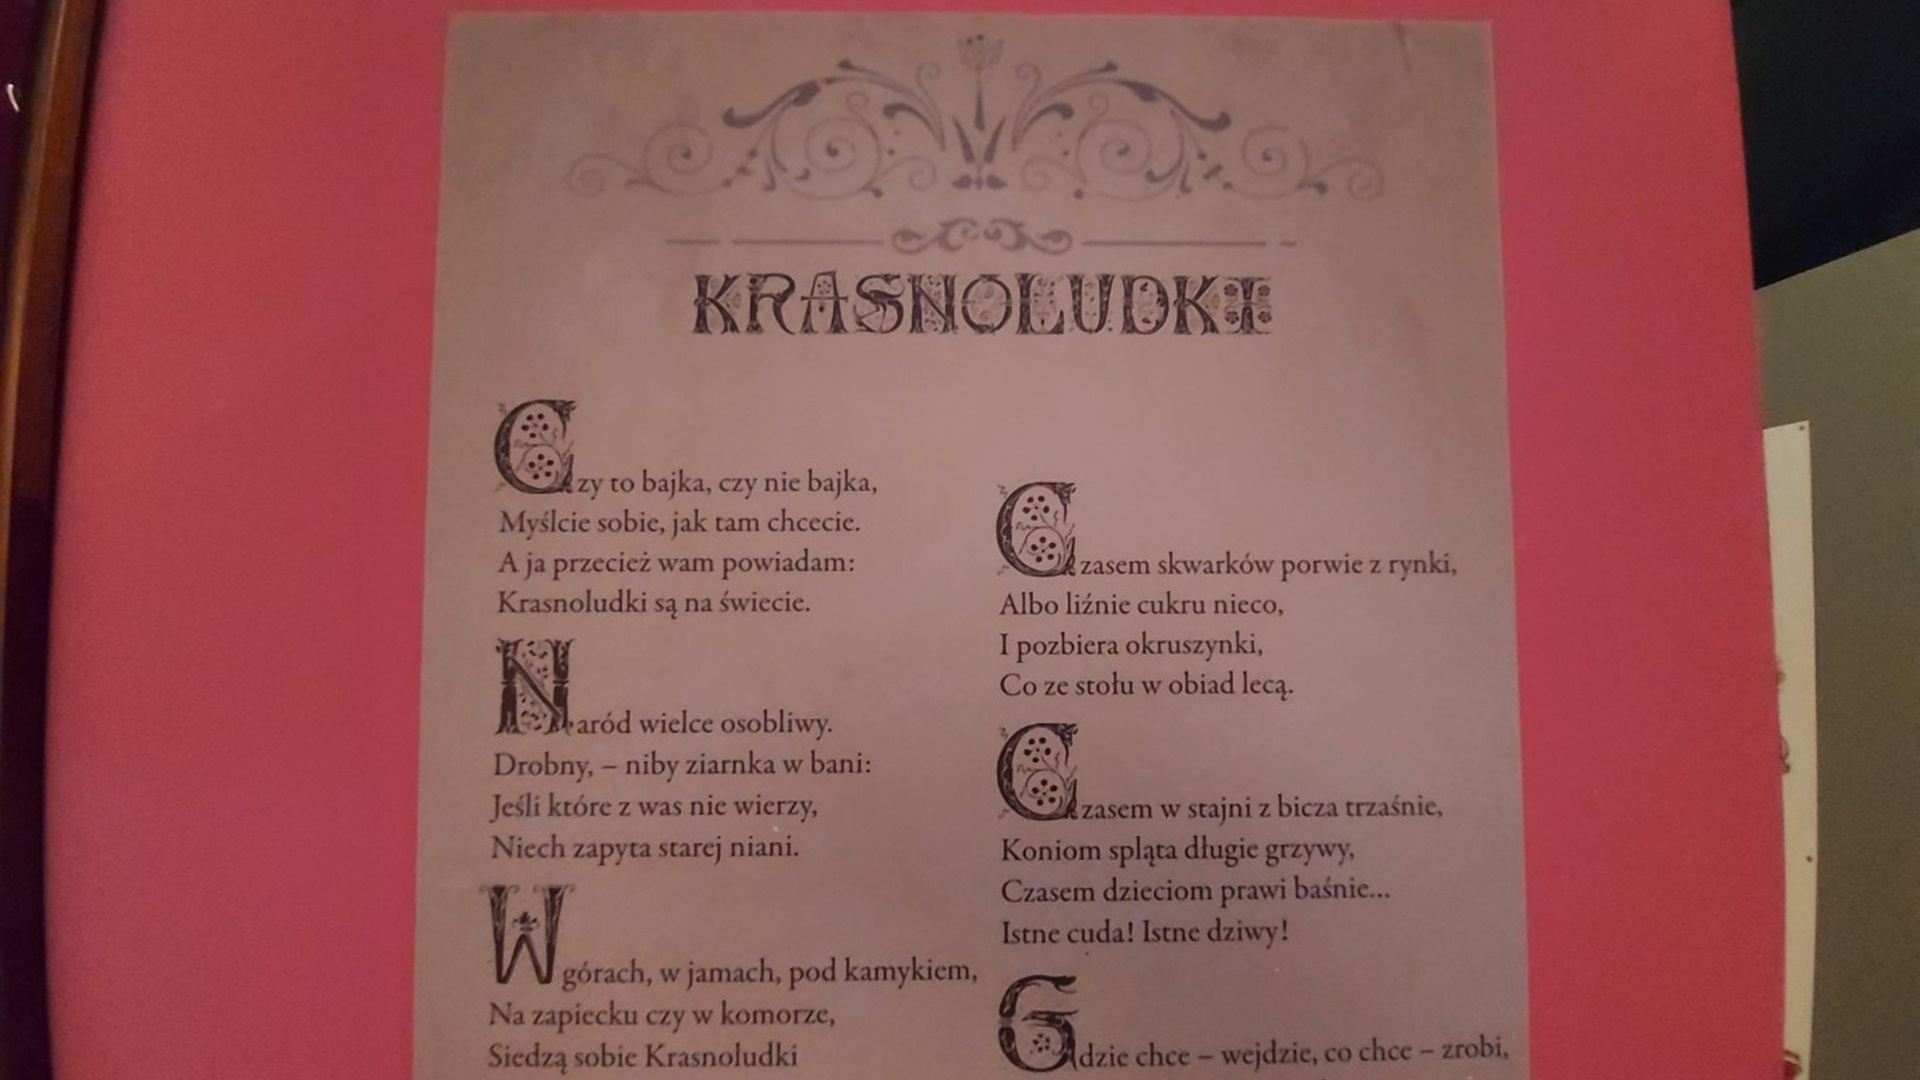 KRASNOLUDKI
Czy to bajka, czy nie bajka,
Myślcie sobie, jak tam chcecie.
A ja przecież wam powiadam:
Krasnoludki są na świecie.
Naród wielce osobliwy.
Drobny, – niby ziarnka w bani:
Jeśli które z was nie wierzy,
Niech zapyta starej niani.
W górach, w jamach, pod kamykiem,
Na zapiecku czy w komorze,
Siedzą sobie Krasnoludki
Czasem skwarków porwie z rynki,
Albo liźnie cukru nieco,
I pozbiera okruszynki,
Co ze stołu w obiad lecą.
Czasem w stajni z bicza trzaśnie,
Koniom spląta długie grzywy,
Czasem dzieciom prawi baśnie...
Istne cuda! Istne dziwy!
Gdzie chce – wejdzie, co chce – zrobi,